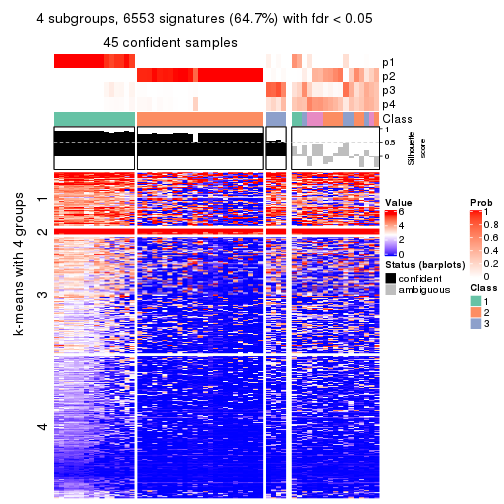 4 subgroups, 6553 signatures (64.7%) with fdr < 0.05
45 confident samples
p1
p2
p3
p4
Class
1
0.5
0
Silhouette
score
k-means with 4 groups
1
2
3
4
Value
6
4
2
0
Status (barplots)
confident
ambiguous
Prob
1
0.8
0.6
0.4
0.2
0
Class
1
2
3